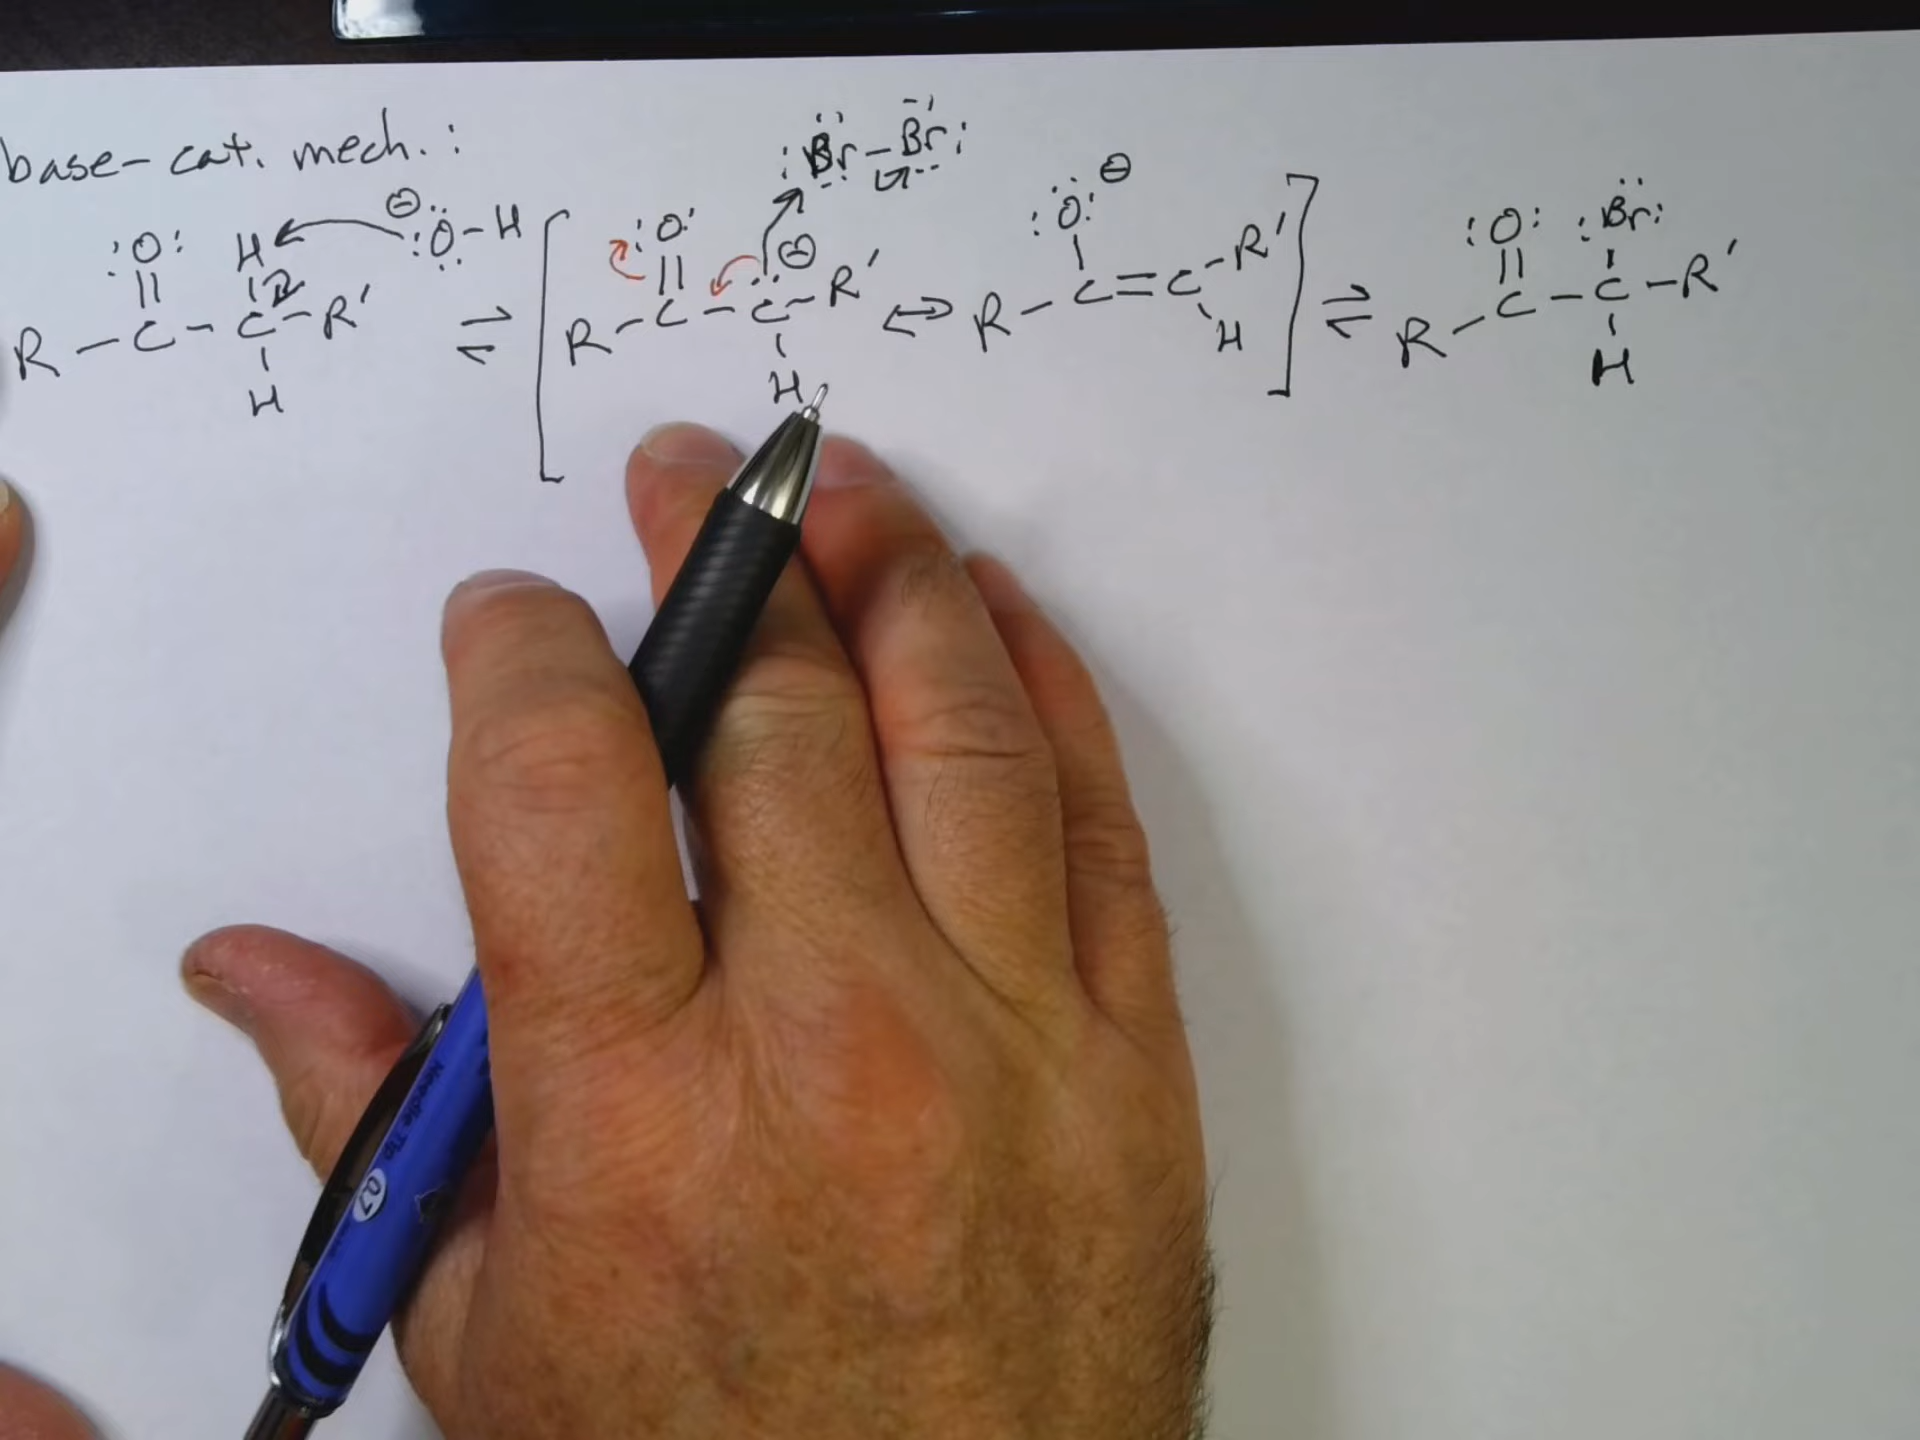 base-cat. mech.:
:Br-Br:
:O: H ⊖ :O-H
R-C-C-R'
H
:O: ⊖
R-C-C-R'
H
:O: ⊖
R-C=C-R'
H
:O: :Br:
R-C-C-R'
H
Needle Tip 0.7